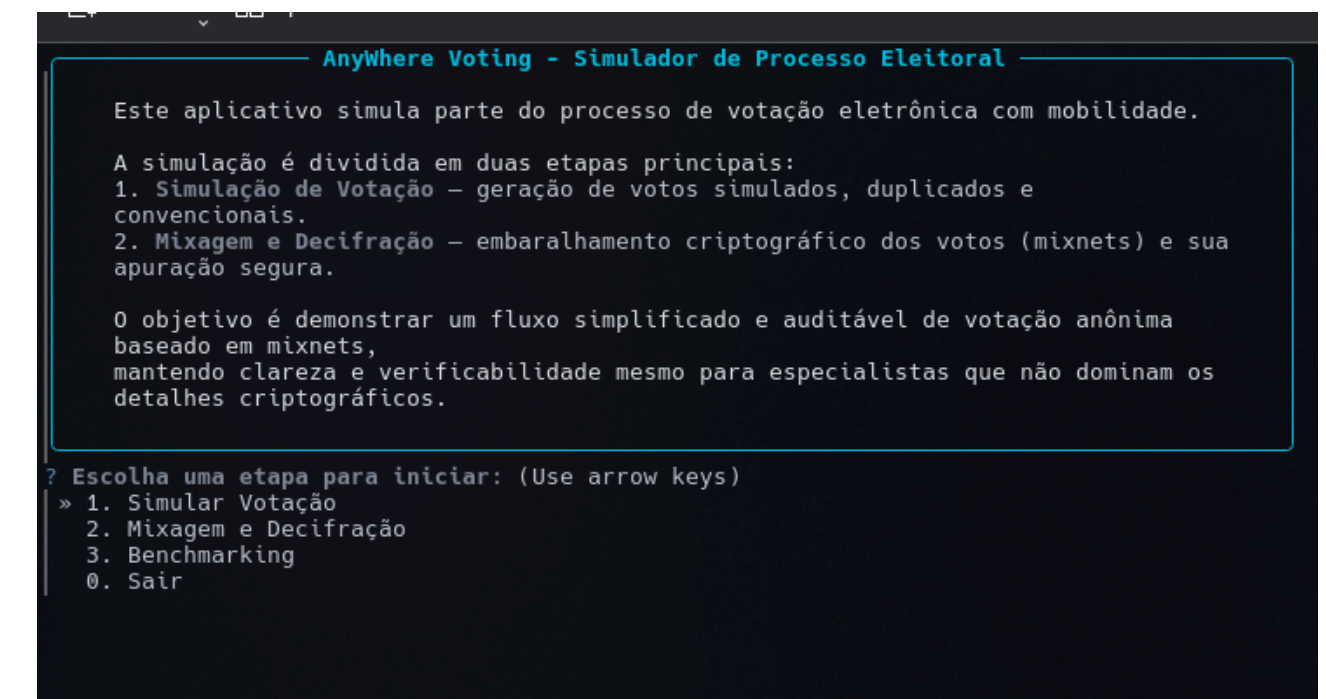 AnyWhere Voting - Simulador de Processo Eleitoral
Este aplicativo simula parte do processo de votação eletrônica com mobilidade.
A simulação é dividida em duas etapas principais:
1. Simulação de Votação — geração de votos simulados, duplicados e
convencionais.
2. Mixagem e Decifração — embaralhamento criptográfico dos votos (mixnets) e sua
apuração segura.
O objetivo é demonstrar um fluxo simplificado e auditável de votação anônima
baseado em mixnets,
mantendo clareza e verificabilidade mesmo para especialistas que não dominam os
detalhes criptográficos.
? Escolha uma etapa para iniciar: (Use arrow keys)
» 1. Simular Votação
2. Mixagem e Decifração
3. Benchmarking
0. Sair